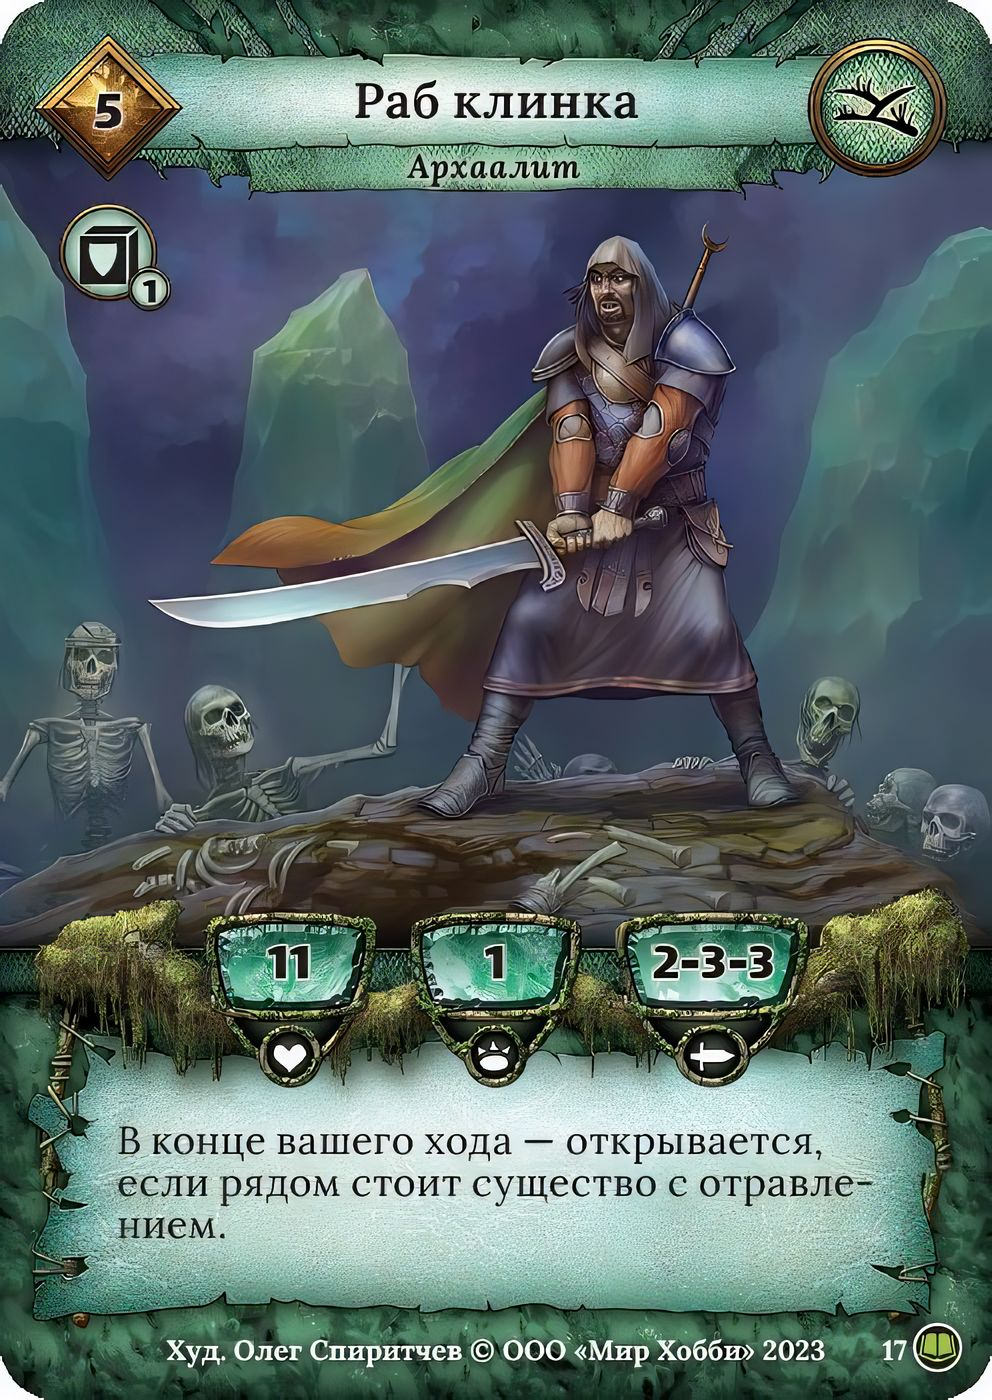 5
Раб клинка
Архаалит
1
11
1
2-3-3
В конце вашего хода — открывается,
если рядом стоит существо с отравле-
нием.
Худ. Олег Спиритчев © ООО «Мир Хобби» 2023
17